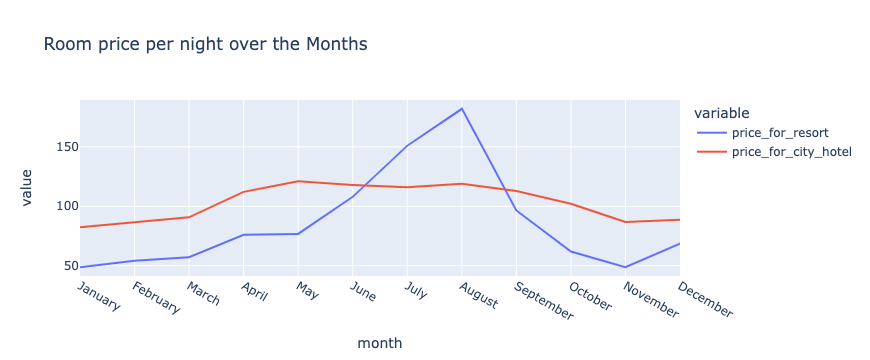 Room price per night over the Months
variable
price_for_resort
price_for_city_hotel
value
150
100
50
January
February
March
April
May
June
July
August
September
October
November
December
month